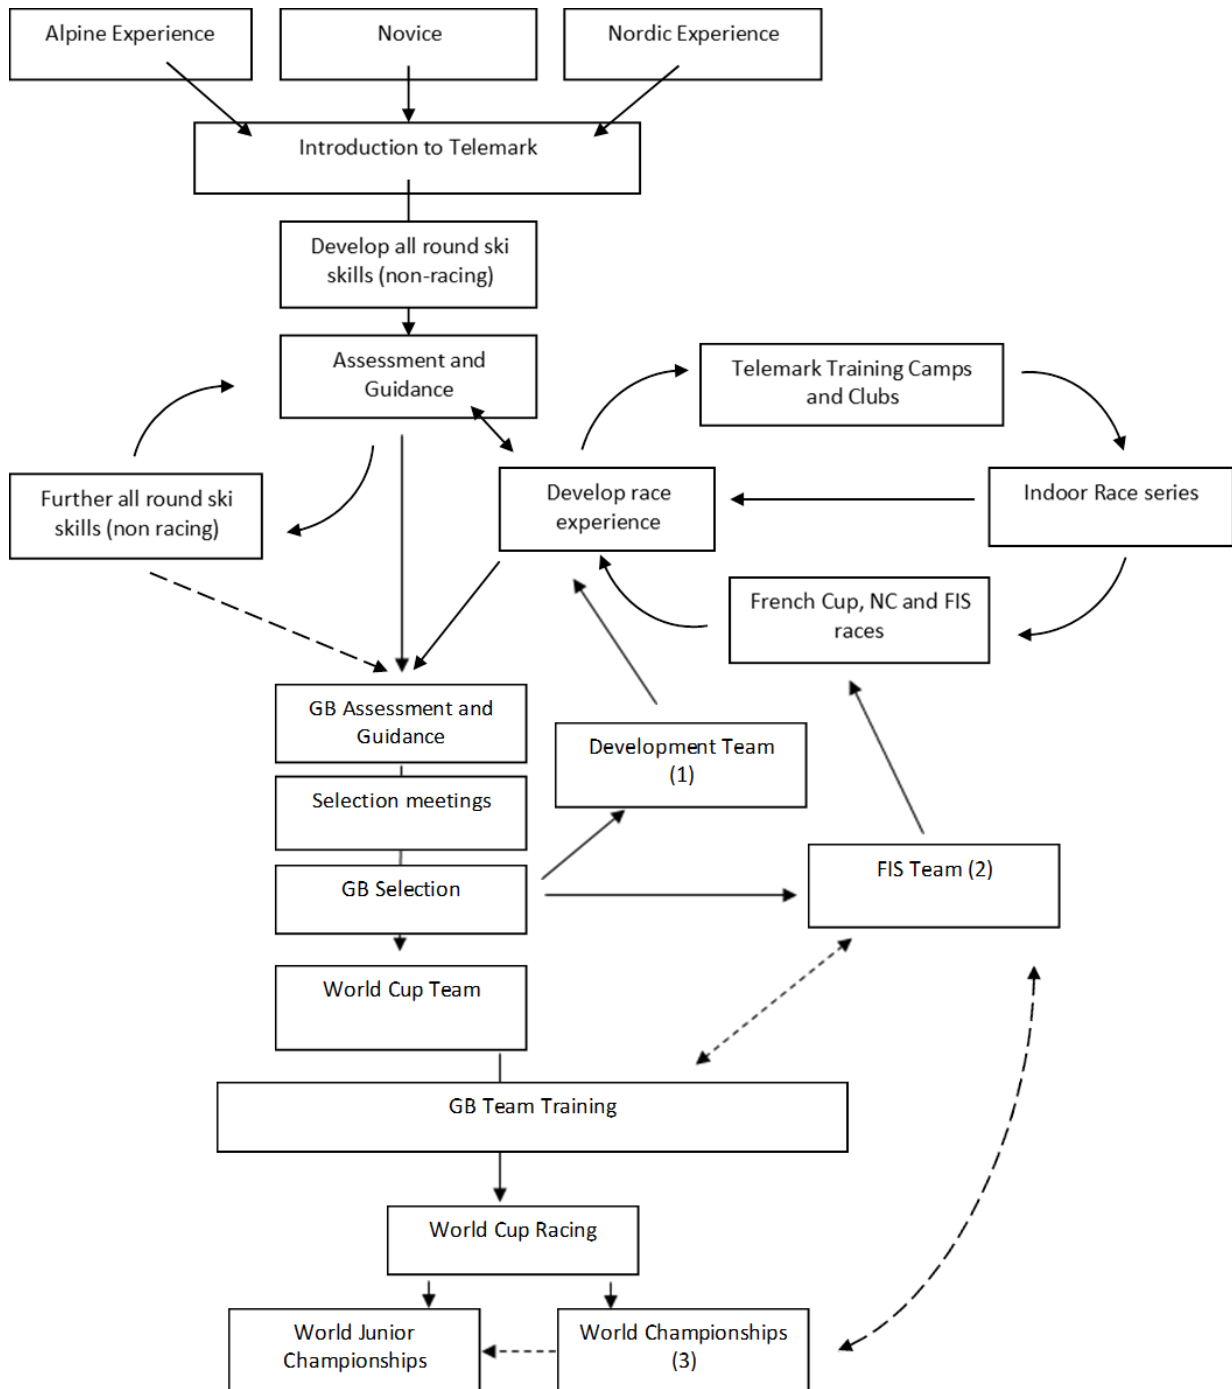 Alpine Experience
Novice
Nordic Experience
Introduction to Telemark
Develop all round ski
skills (non-racing)
Assessment and
Guidance
Telemark Training Camps
and Clubs
Further all round ski
skills (non racing)
Develop race
experience
Indoor Race series
French Cup, NC and FIS
races
GB Assessment and
Guidance
Development Team
(1)
Selection meetings
FIS Team (2)
GB Selection
World Cup Team
GB Team Training
World Cup Racing
World Junior
Championships
World Championships
(3)